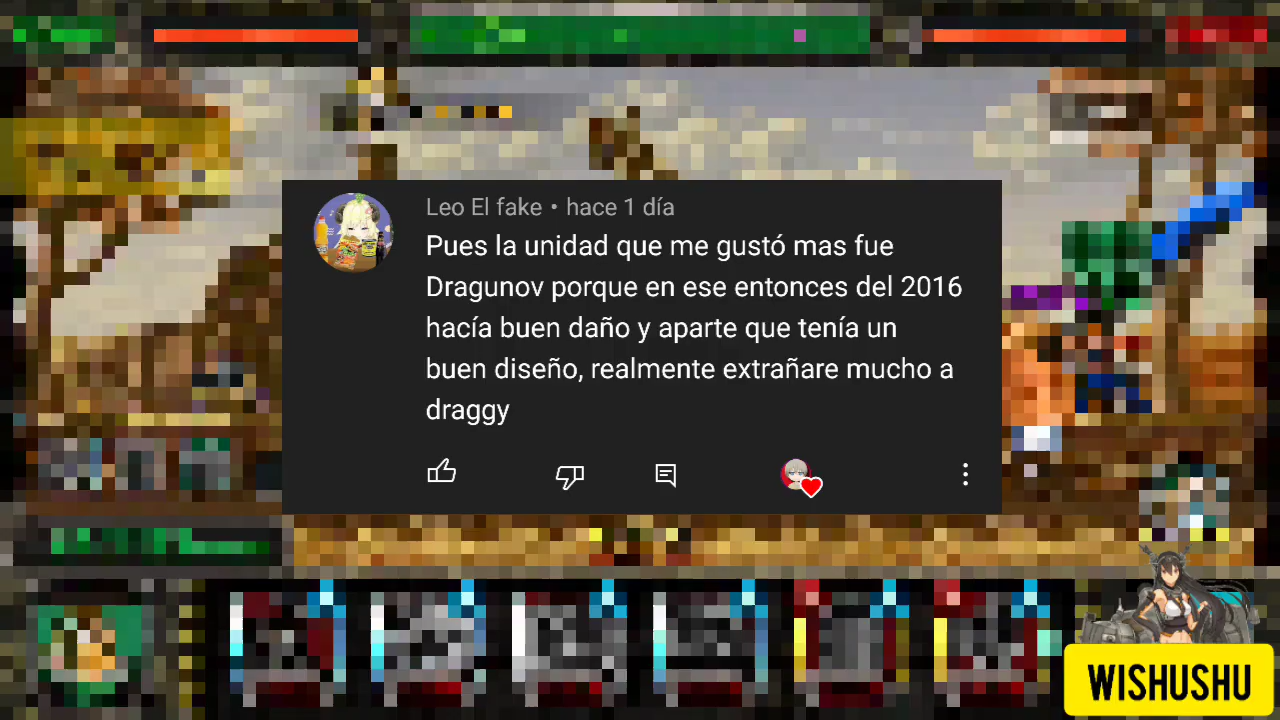 Leo El fake • hace 1 día
Pues la unidad que me gustó mas fue
Dragunov porque en ese entonces del 2016
hacía buen daño y aparte que tenía un
buen diseño, realmente extrañare mucho a
draggy
WISHUSHU